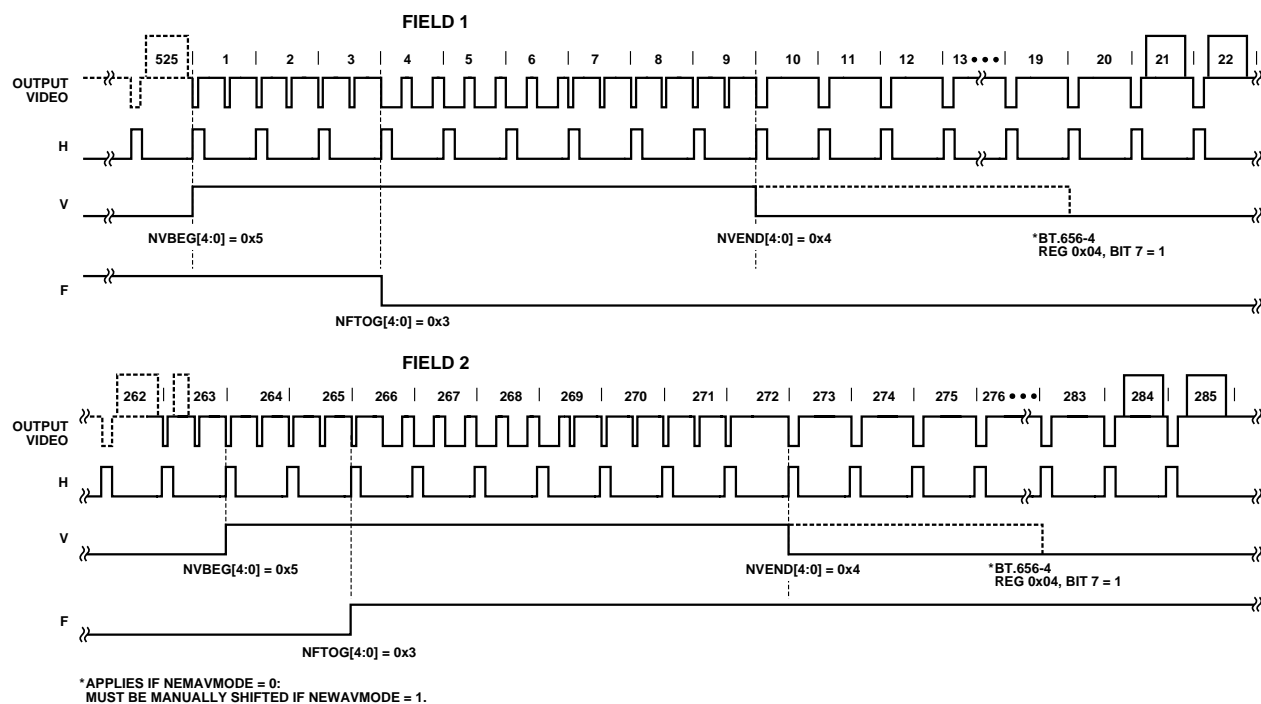 FIELD 1
525 1 2 3 4 5 6 7 8 9 10 11 12 13 ••• 19 20 21 22
OUTPUT
VIDEO
H
V
NVBEG[4:0] = 0x5
NVEND[4:0] = 0x4
*BT.656-4
REG 0x04, BIT 7 = 1
F
NFTOG[4:0] = 0x3
FIELD 2
262 263 264 265 266 267 268 269 270 271 272 273 274 275 276 ••• 283 284 285
OUTPUT
VIDEO
H
V
NVBEG[4:0] = 0x5
NVEND[4:0] = 0x4
*BT.656-4
REG 0x04, BIT 7 = 1
F
NFTOG[4:0] = 0x3
*APPLIES IF NEMAVMODE = 0:
MUST BE MANUALLY SHIFTED IF NEWAVMODE = 1.